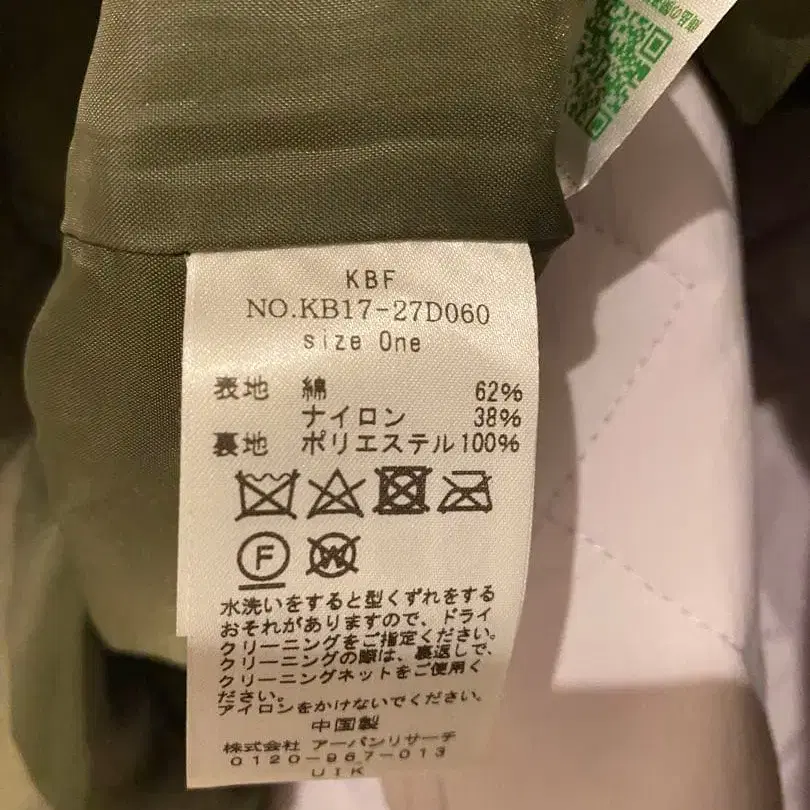 KBF
NO.KB17-27D060
size One
表地 綿 62%
ナイロン 38%
裏地 ポリエステル100%
F W
水洗いをすると型くずれをする
おそれがありますので、ドライ
クリーニングをご指定ください。
クリーニングの際は、裏返しで、
クリーニングネットをご使用く
ださい。
アイロンをかけないでください。
中国製
株式会社 アーバンリサーチ
0120-967-013
UIK